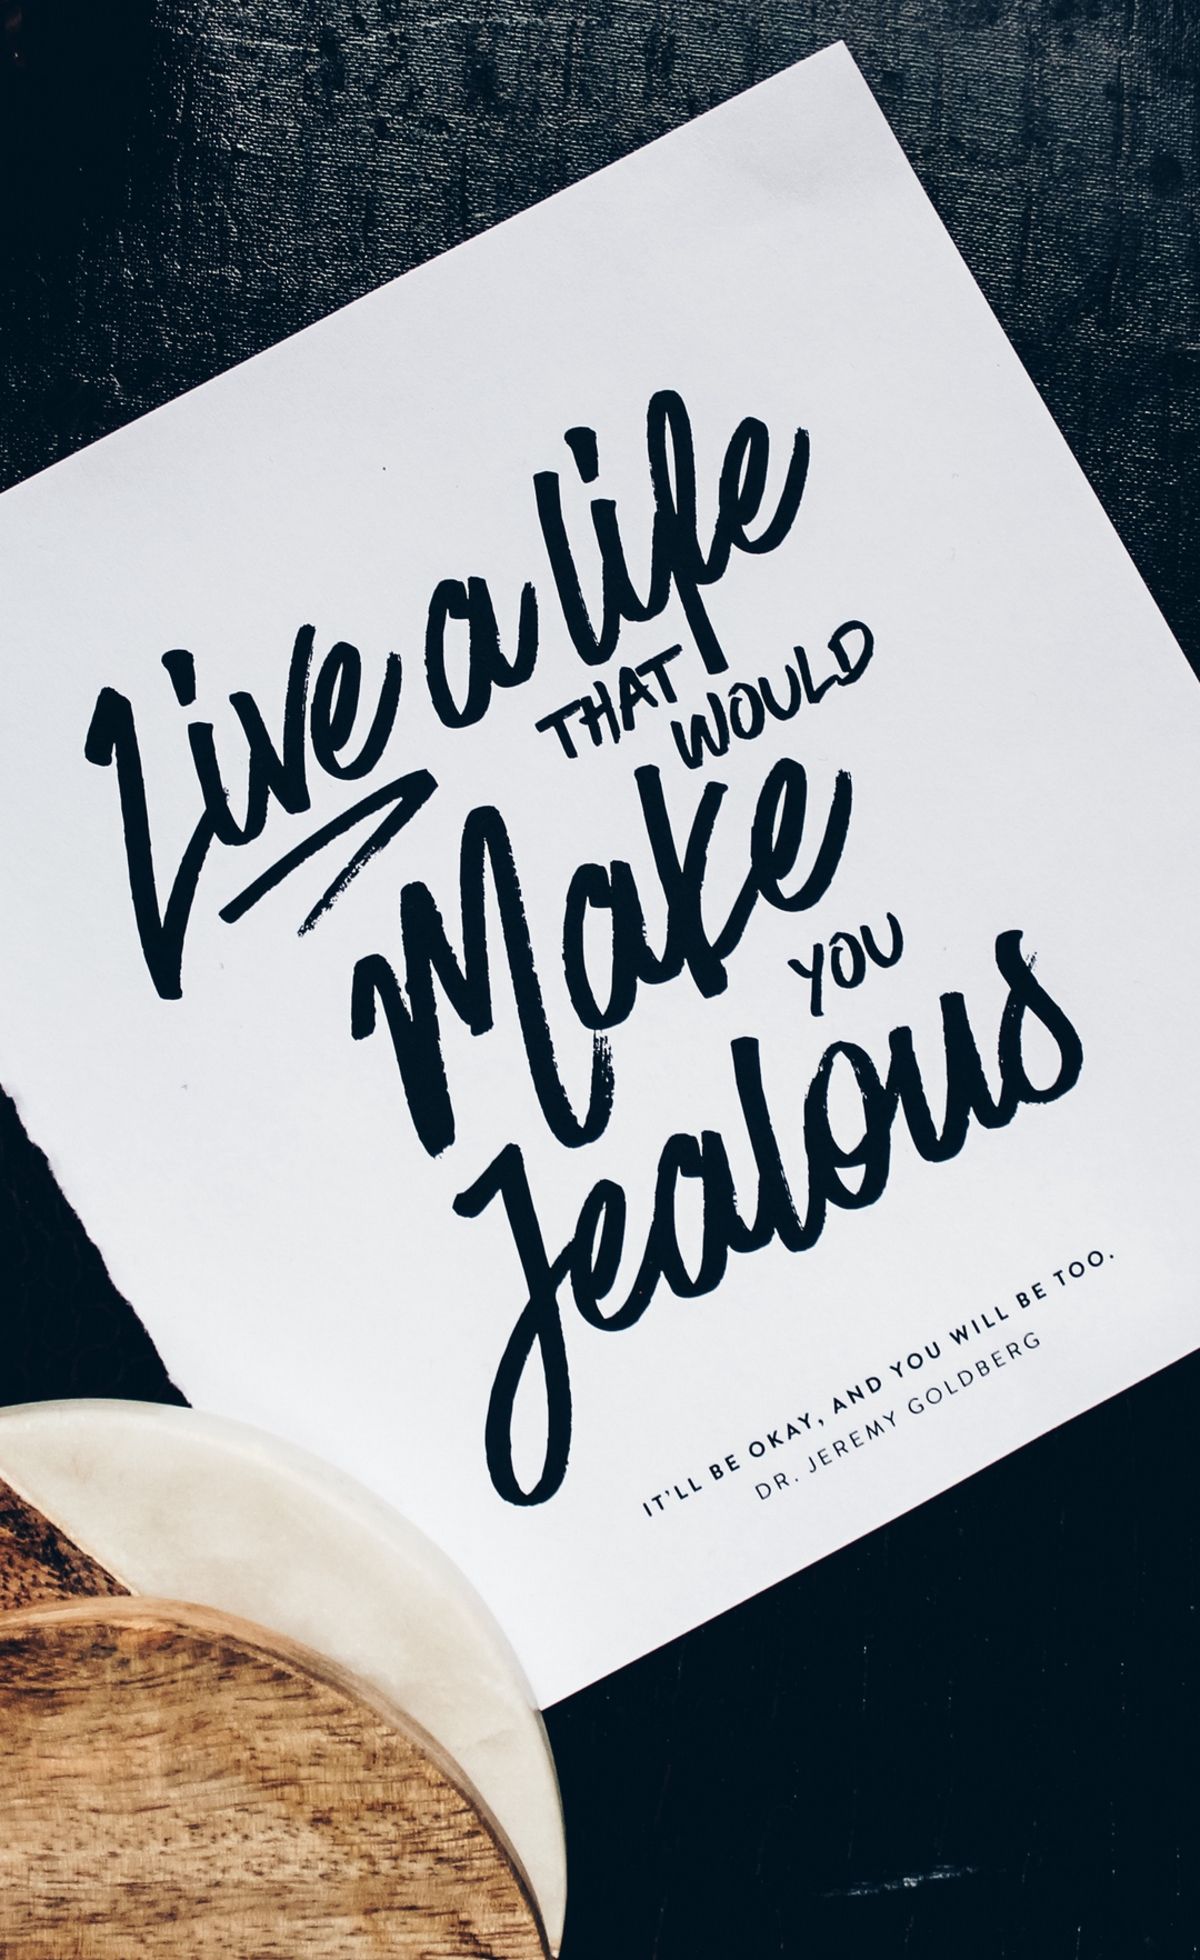 Live a life
THAT
WOULD
Make
YOU
Jealous
IT'LL BE OKAY, AND YOU WILL BE TOO.
DR. JEREMY GOLDBERG